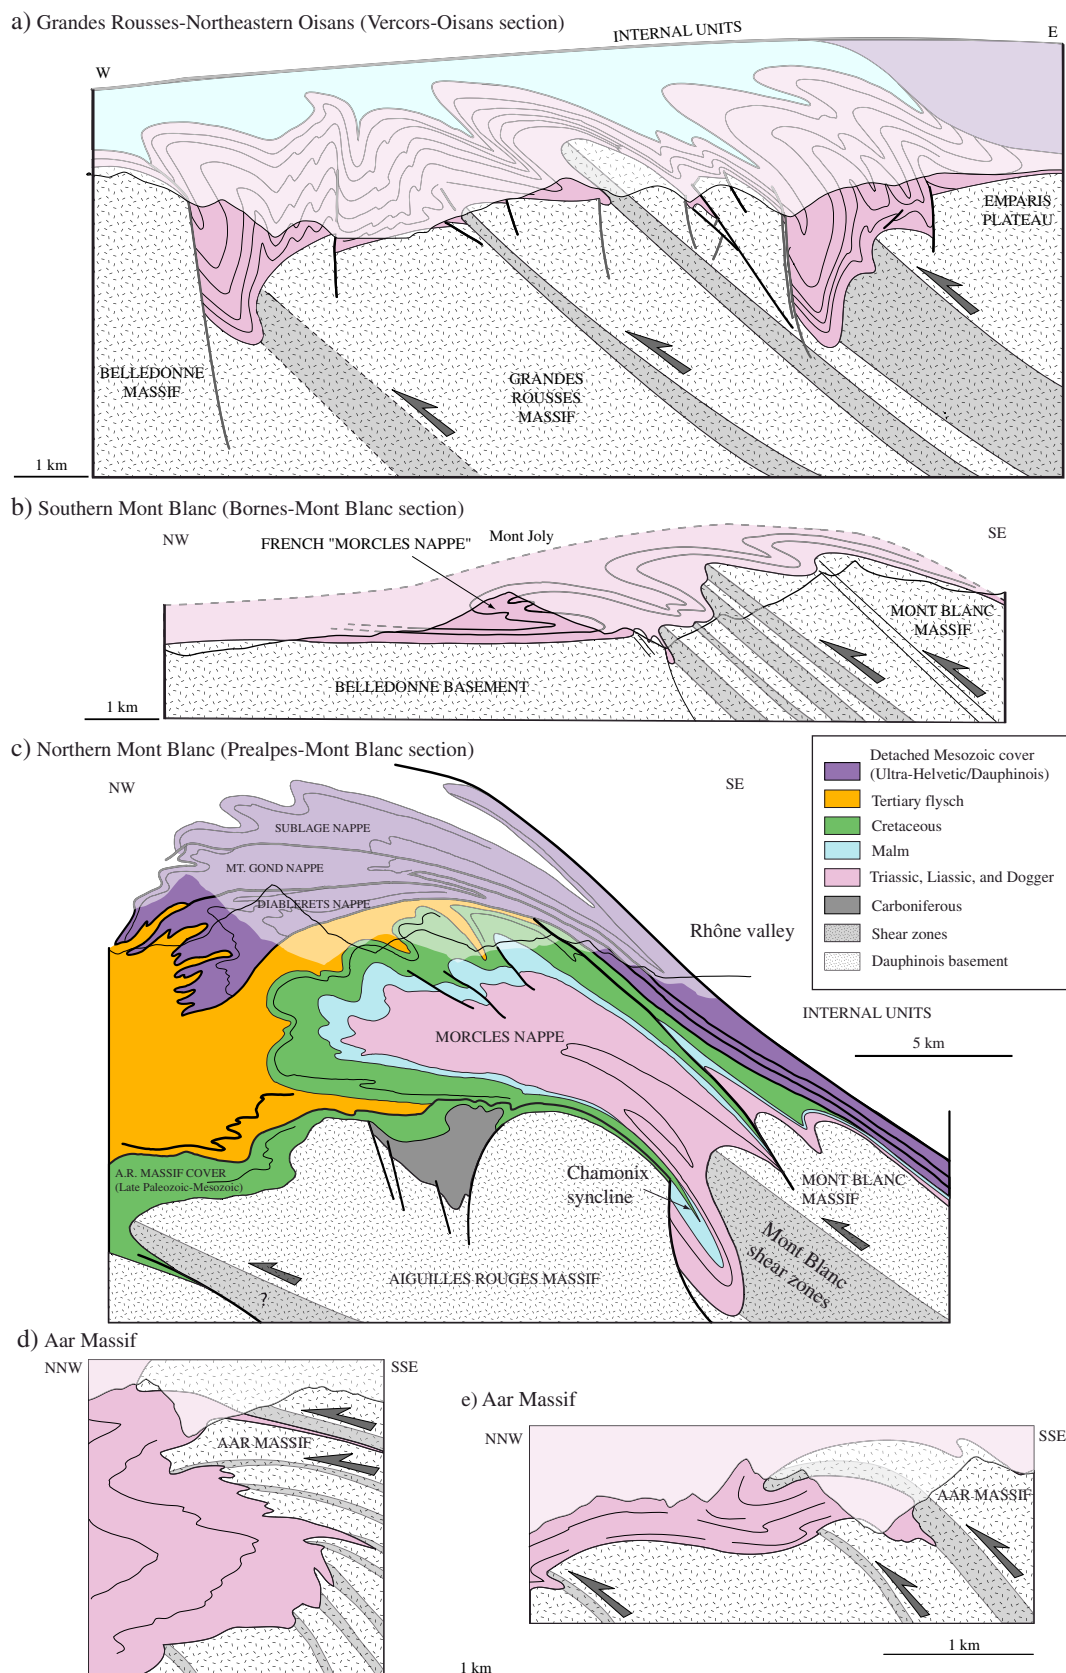 a) Grandes Rousses-Northeastern Oisans (Vercors-Oisans section)
INTERNAL UNITS
W
E
EMPARIS
PLATEAU
BELLEDONNE
MASSIF
GRANDES
ROUSSES
MASSIF
1 km
b) Southern Mont Blanc (Bornes-Mont Blanc section)
NW
FRENCH "MORCLES NAPPE"
Mont Joly
SE
MONT BLANC
MASSIF
BELLEDONNE BASEMENT
1 km
c) Northern Mont Blanc (Prealpes-Mont Blanc section)
NW
SE
SUBLAGE NAPPE
MT. GOND NAPPE
DIABLERETS NAPPE
Rhône valley
MORCLES NAPPE
INTERNAL UNITS
5 km
A.R. MASSIF COVER
(Late Paleozoic-Mesozoic)
Chamonix
syncline
MONT BLANC
MASSIF
Mont Blanc
shear zones
AIGUILLES ROUGES MASSIF
?
Detached Mesozoic cover
(Ultra-Helvetic/Dauphinois)
Tertiary flysch
Cretaceous
Malm
Triassic, Liassic, and Dogger
Carboniferous
Shear zones
Dauphinois basement
d) Aar Massif
NNW
SSE
AAR MASSIF
1 km
e) Aar Massif
NNW
SSE
AAR MASSIF
1 km